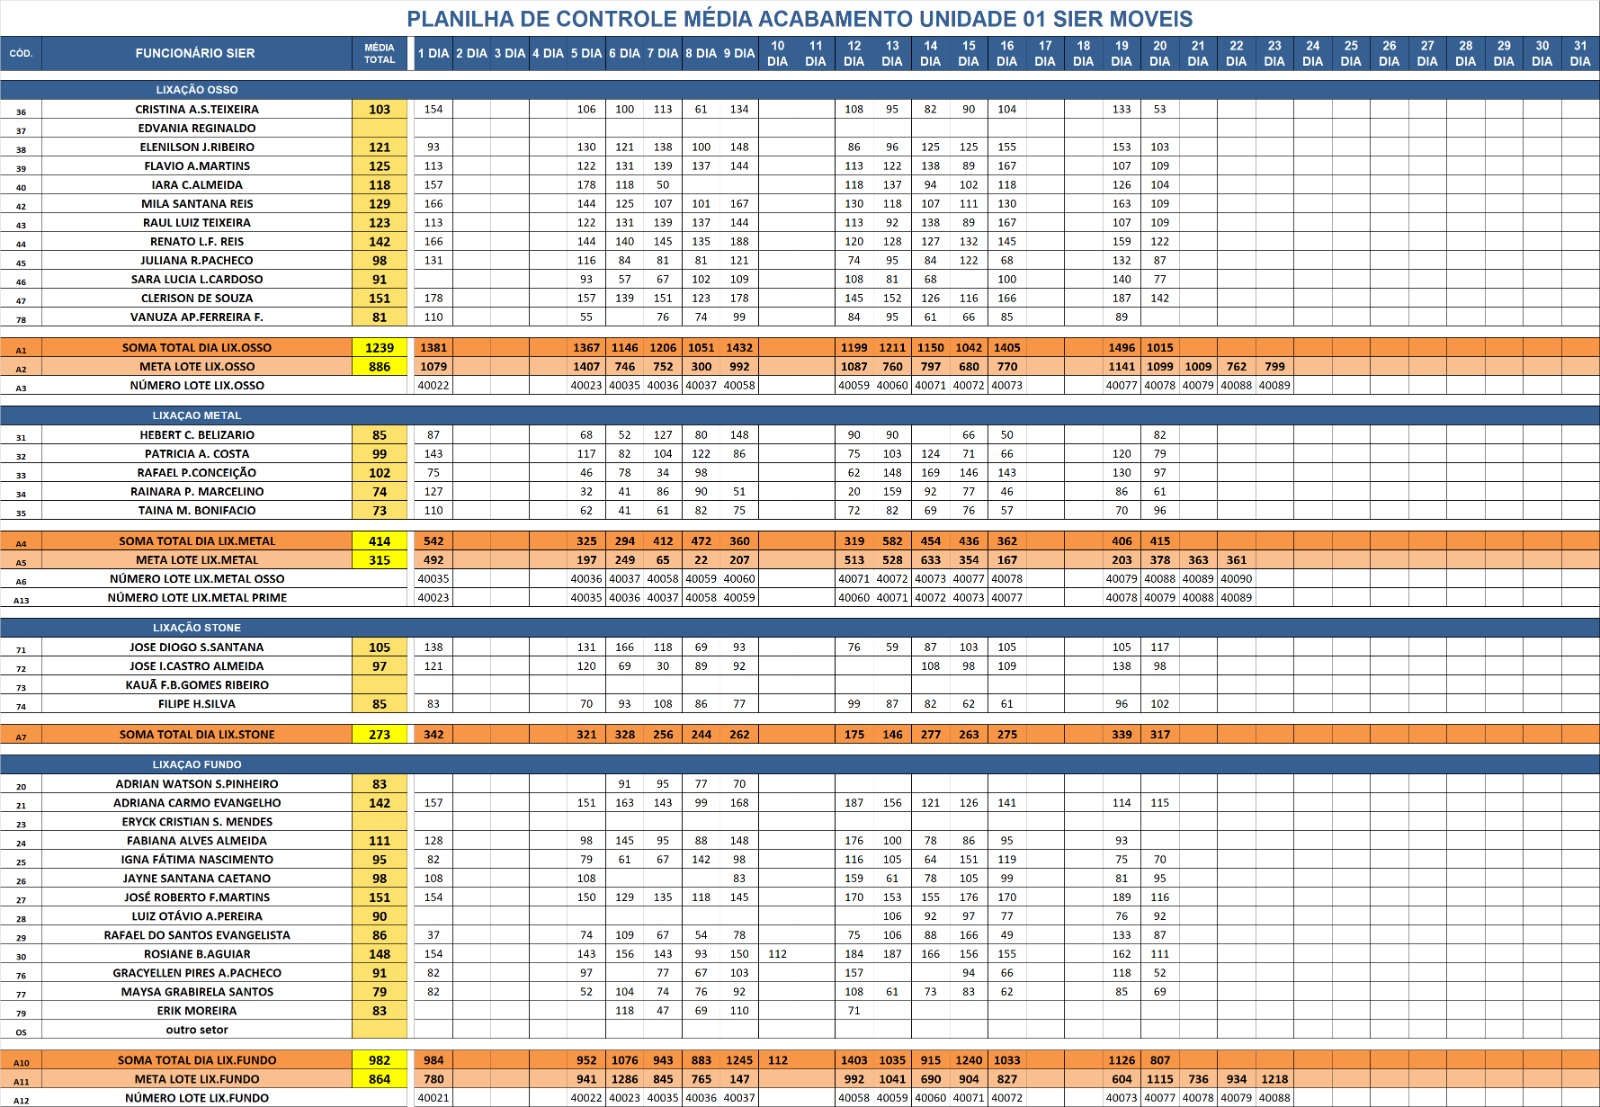 PLANILHA DE CONTROLE MÉDIA ACABAMENTO UNIDADE 01 SIER MOVEIS
CÓD. FUNCIONÁRIO SIER MÉDIA TOTAL 1 DIA 2 DIA 3 DIA 4 DIA 5 DIA 6 DIA 7 DIA 8 DIA 9 DIA 10 DIA 11 DIA 12 DIA 13 DIA 14 DIA 15 DIA 16 DIA 17 DIA 18 DIA 19 DIA 20 DIA 21 DIA 22 DIA 23 DIA 24 DIA 25 DIA 26 DIA 27 DIA 28 DIA 29 DIA 30 DIA 31 DIA
LIXAÇÃO OSSO
36 CRISTINA A.S.TEIXEIRA 103 154 106 100 113 61 134 108 95 82 90 104 133 53
37 EDVANIA REGINALDO
38 ELENILSON J.RIBEIRO 121 93 130 121 138 100 148 86 96 125 125 155 153 103
39 FLAVIO A.MARTINS 125 113 122 131 139 137 144 113 122 138 89 167 107 109
40 IARA C.ALMEIDA 118 157 178 118 50 118 137 94 102 118 126 104
42 MILA SANTANA REIS 129 166 144 125 107 101 167 130 118 107 111 130 163 109
43 RAUL LUIZ TEIXEIRA 123 113 122 131 139 137 144 113 92 138 89 167 107 109
44 RENATO L.F. REIS 142 166 144 140 145 135 188 120 128 127 132 145 159 122
45 JULIANA R.PACHECO 98 131 116 84 81 81 121 74 95 84 122 68 132 87
46 SARA LUCIA L.CARDOSO 91 93 57 67 102 109 108 81 68 100 140 77
47 CLERISON DE SOUZA 151 178 157 139 151 123 178 145 152 126 116 166 187 142
78 VANUZA AP.FERREIRA F. 81 110 55 76 74 99 84 95 61 66 85 89
A1 SOMA TOTAL DIA LIX.OSSO 1239 1381 1367 1146 1206 1051 1432 1199 1211 1150 1042 1405 1496 1015
A2 META LOTE LIX.OSSO 886 1079 1407 746 752 300 992 1087 760 797 680 770 1141 1099 1009 762 799
A3 NÚMERO LOTE LIX.OSSO 40022 40023 40035 40036 40037 40058 40059 40060 40071 40072 40073 40077 40078 40079 40088 40089
LIXAÇAO METAL
31 HEBERT C. BELIZARIO 85 87 68 52 127 80 148 90 90 66 50 82
32 PATRICIA A. COSTA 99 143 117 82 104 122 86 75 103 124 71 66 120 79
33 RAFAEL P.CONCEIÇÃO 102 75 46 78 34 98 62 148 169 146 143 130 97
34 RAINARA P. MARCELINO 74 127 32 41 86 90 51 20 159 92 77 46 86 61
35 TAINA M. BONIFACIO 73 110 62 41 61 82 75 72 82 69 76 57 70 96
A4 SOMA TOTAL DIA LIX.METAL 414 542 325 294 412 472 360 319 582 454 436 362 406 415
A5 META LOTE LIX.METAL 315 492 197 249 65 22 207 513 528 633 354 167 203 378 363 361
A6 NÚMERO LOTE LIX.METAL OSSO 40035 40036 40037 40058 40059 40060 40071 40072 40073 40077 40078 40079 40088 40089 40090
A13 NÚMERO LOTE LIX.METAL PRIME 40023 40035 40036 40037 40058 40059 40060 40071 40072 40073 40077 40078 40079 40088 40089
LIXAÇÃO STONE
71 JOSE DIOGO S.SANTANA 105 138 131 166 118 69 93 76 59 87 103 105 105 117
72 JOSE I.CASTRO ALMEIDA 97 121 120 69 30 89 92 108 98 109 138 98
73 KAUÃ F.B.GOMES RIBEIRO
74 FILIPE H.SILVA 85 83 70 93 108 86 77 99 87 82 62 61 96 102
A7 SOMA TOTAL DIA LIX.STONE 273 342 321 328 256 244 262 175 146 277 263 275 339 317
LIXAÇAO FUNDO
20 ADRIAN WATSON S.PINHEIRO 83 91 95 77 70
21 ADRIANA CARMO EVANGELHO 142 157 151 163 143 99 168 187 156 121 126 141 114 115
23 ERYCK CRISTIAN S. MENDES
24 FABIANA ALVES ALMEIDA 111 128 98 145 95 88 148 176 100 78 86 95 93
25 IGNA FÁTIMA NASCIMENTO 95 82 79 61 67 142 98 116 105 64 151 119 75 70
26 JAYNE SANTANA CAETANO 98 108 108 83 159 61 78 105 99 81 95
27 JOSÉ ROBERTO F.MARTINS 151 154 150 129 135 118 145 170 153 155 176 170 189 116
28 LUIZ OTÁVIO A.PEREIRA 90 106 92 97 77 76 92
29 RAFAEL DO SANTOS EVANGELISTA 86 37 74 109 67 54 78 75 106 88 166 49 133 87
30 ROSIANE B.AGUIAR 148 154 143 156 143 93 150 112 184 187 166 156 155 162 111
76 GRACYELLEN PIRES A.PACHECO 91 82 97 77 67 103 157 94 66 118 52
77 MAYSA GRABIRELA SANTOS 79 82 52 104 74 76 92 108 61 73 83 62 85 69
79 ERIK MOREIRA 83 118 47 69 110 71
OS outro setor
A10 SOMA TOTAL DIA LIX.FUNDO 982 984 952 1076 943 883 1245 112 1403 1035 915 1240 1033 1126 807
A11 META LOTE LIX.FUNDO 864 780 941 1286 845 765 147 992 1041 690 904 827 604 1115 736 934 1218
A12 NÚMERO LOTE LIX.FUNDO 40021 40022 40023 40035 40036 40037 40058 40059 40060 40071 40072 40073 40077 40078 40079 40088